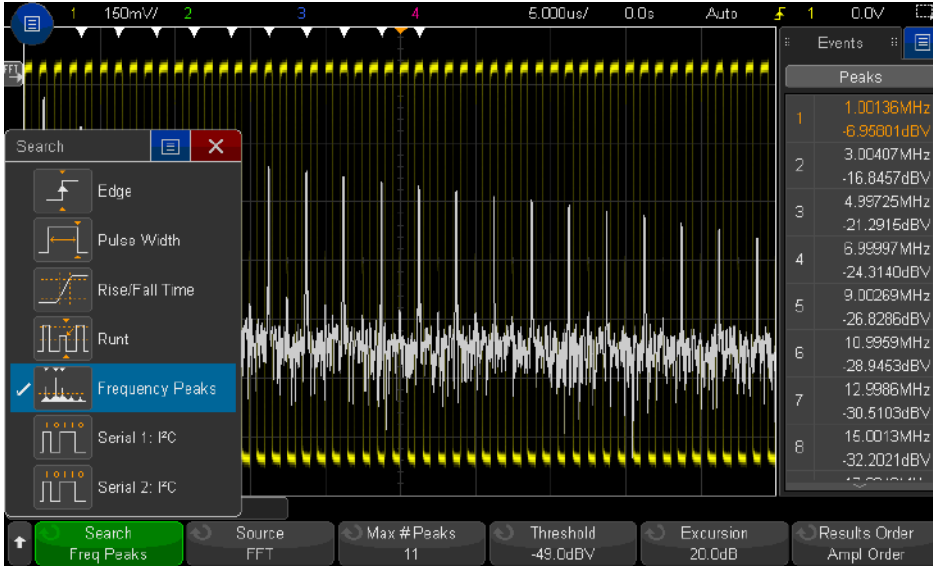 1 150mV/ 2 3 4 5.000us/ 0.0s Auto 1 0.0V
FFT
Events
Peaks
1 1.00136MHz
-6.95801dBV
2 3.00407MHz
-16.8457dBV
3 4.99725MHz
-21.2915dBV
4 6.99997MHz
-24.3140dBV
5 9.00269MHz
-26.8286dBV
6 10.9959MHz
-28.9453dBV
7 12.9986MHz
-30.5103dBV
8 15.0013MHz
-32.2021dBV
Search
Edge
Pulse Width
Rise/Fall Time
Runt
Frequency Peaks
10110
Serial 1: I²C
10110
Serial 2: I²C
Search
Freq Peaks
Source
FFT
Max #Peaks
11
Threshold
-49.0dBV
Excursion
20.0dB
Results Order
Ampl Order